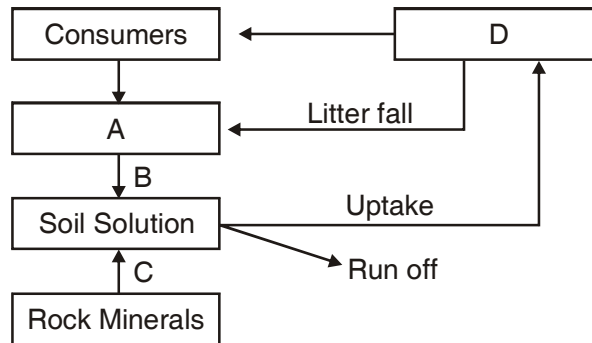 Consumers
D
Litter fall
A
B
Soil Solution
Uptake
Run off
C
Rock Minerals